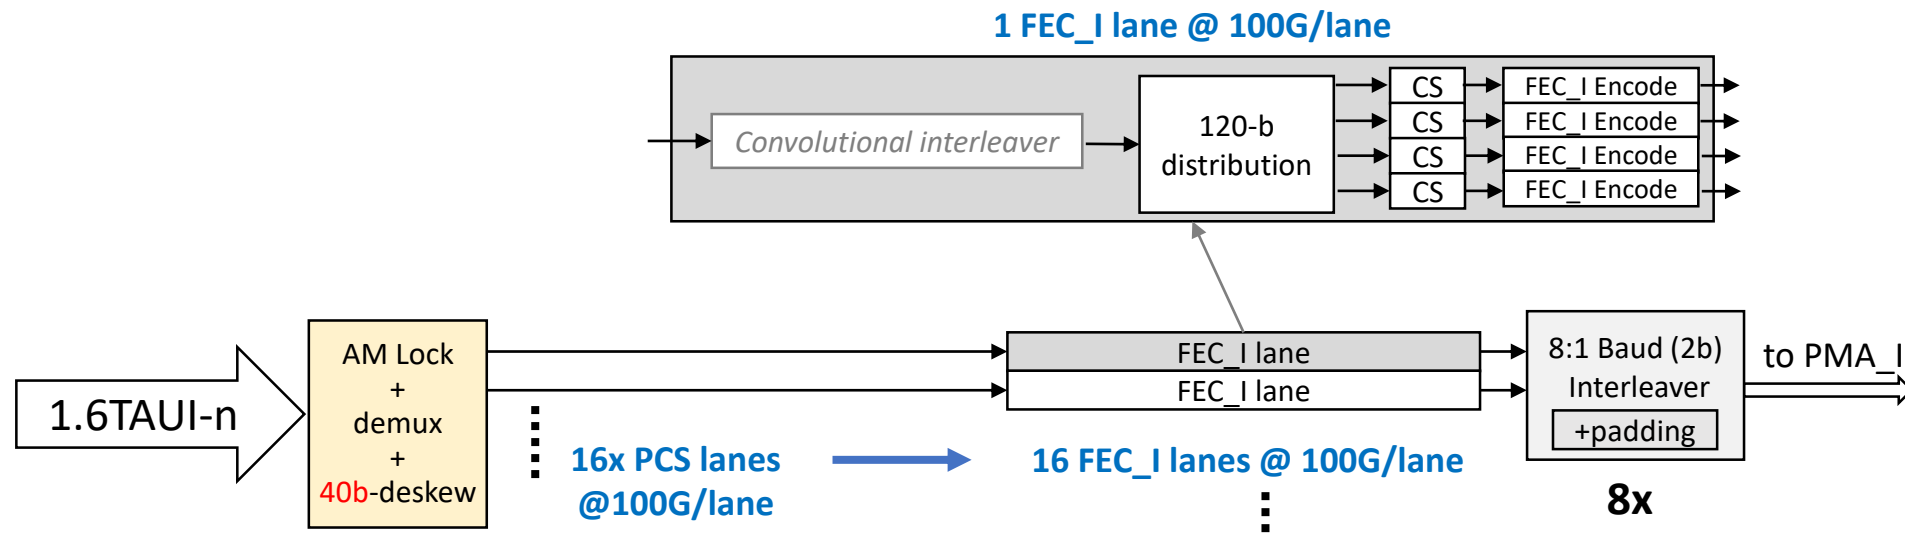 1 FEC_I lane @ 100G/lane
Convolutional interleaver
120-b
distribution
CS
FEC_I Encode
CS
FEC_I Encode
CS
FEC_I Encode
CS
FEC_I Encode
1.6TAUI-n
AM Lock
+
demux
+
40b-deskew
16x PCS lanes
@100G/lane
FEC_I lane
FEC_I lane
16 FEC_I lanes @ 100G/lane
8:1 Baud (2b)
Interleaver
+padding
8x
to PMA_I